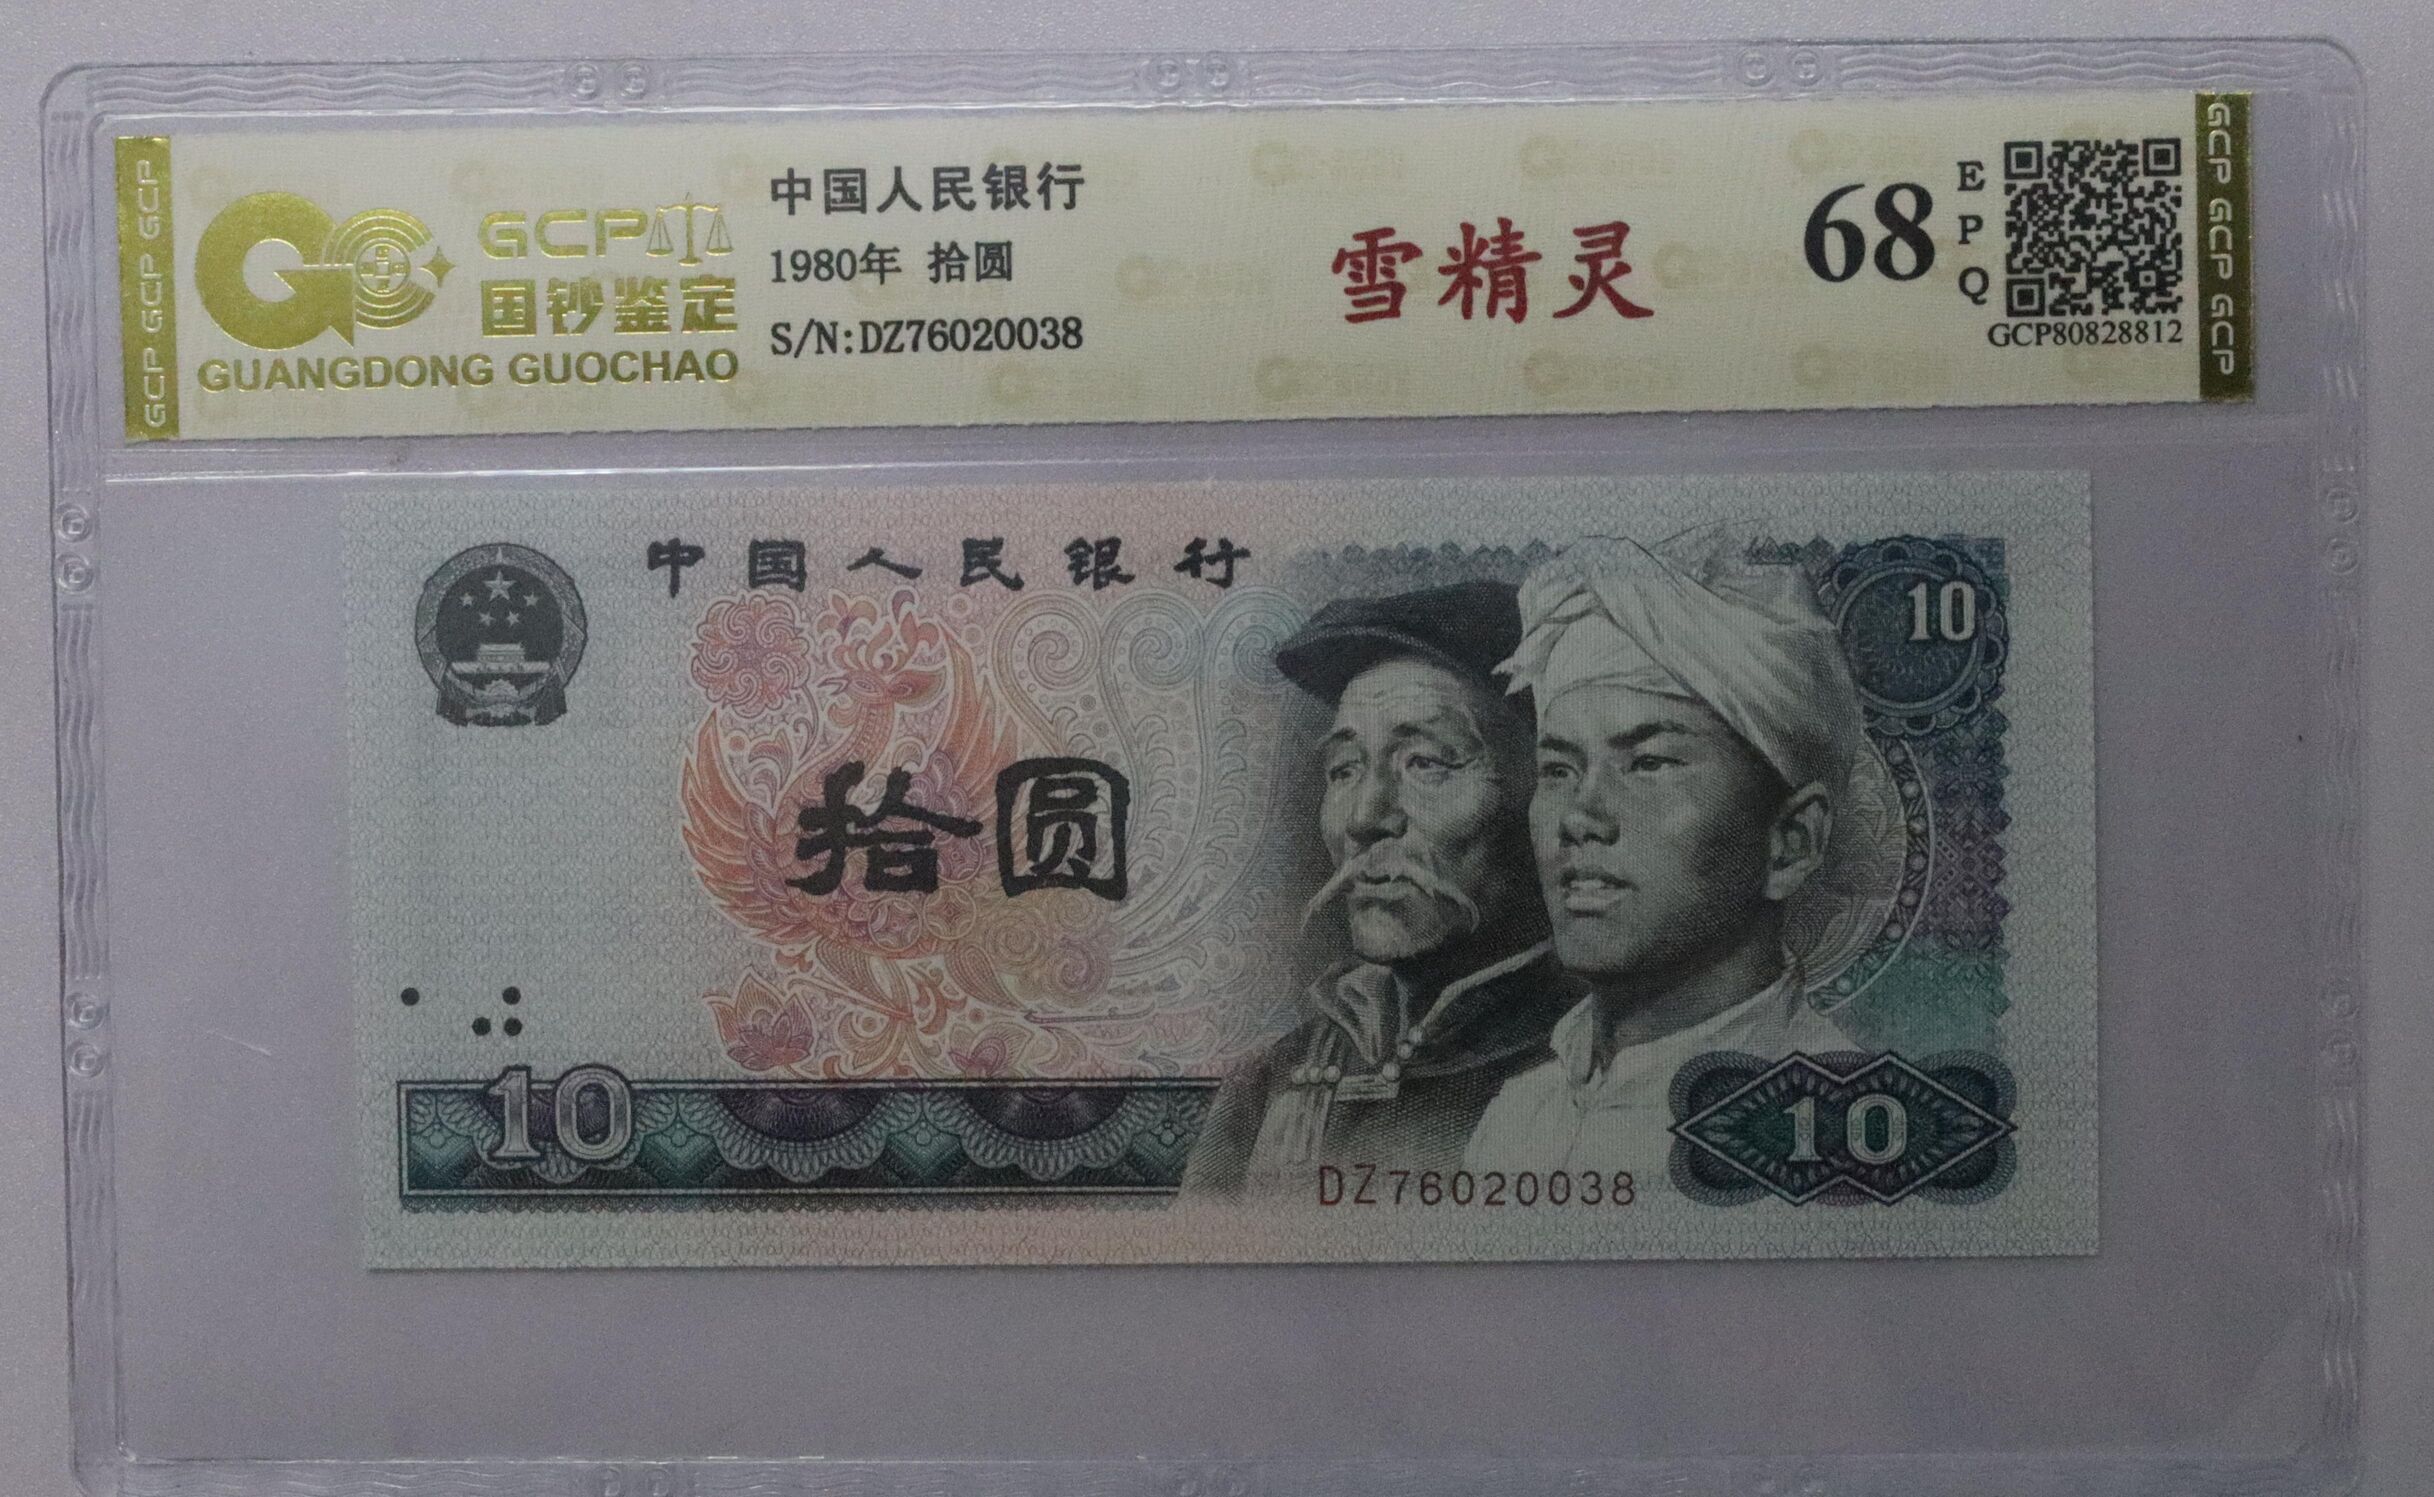 GCP GCP GCP
GCP
国钞鉴定
GUANGDONG GUOCHAO
中国人民银行
1980年 拾圆
S/N:DZ76020038
雪精灵
68
EPQ
GCP80828812
GCP GCP GCP
中国人民银行
10
拾圆
10
10
DZ76020038